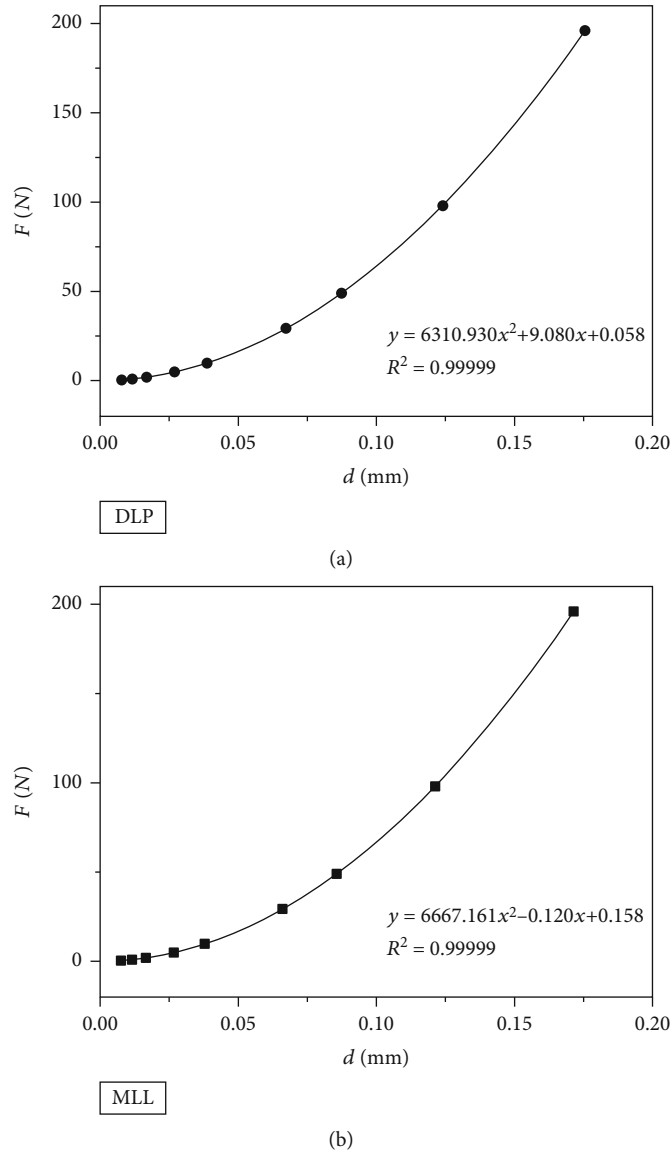 200
150
100
50
0
F (N)
y = 6310.930x²+9.080x+0.058
R² = 0.99999
0.00 0.05 0.10 0.15 0.20
d (mm)
DLP
(a)
200
100
0
F (N)
y = 6667.161x²–0.120x+0.158
R² = 0.99999
0.00 0.05 0.10 0.15 0.20
d (mm)
MLL
(b)